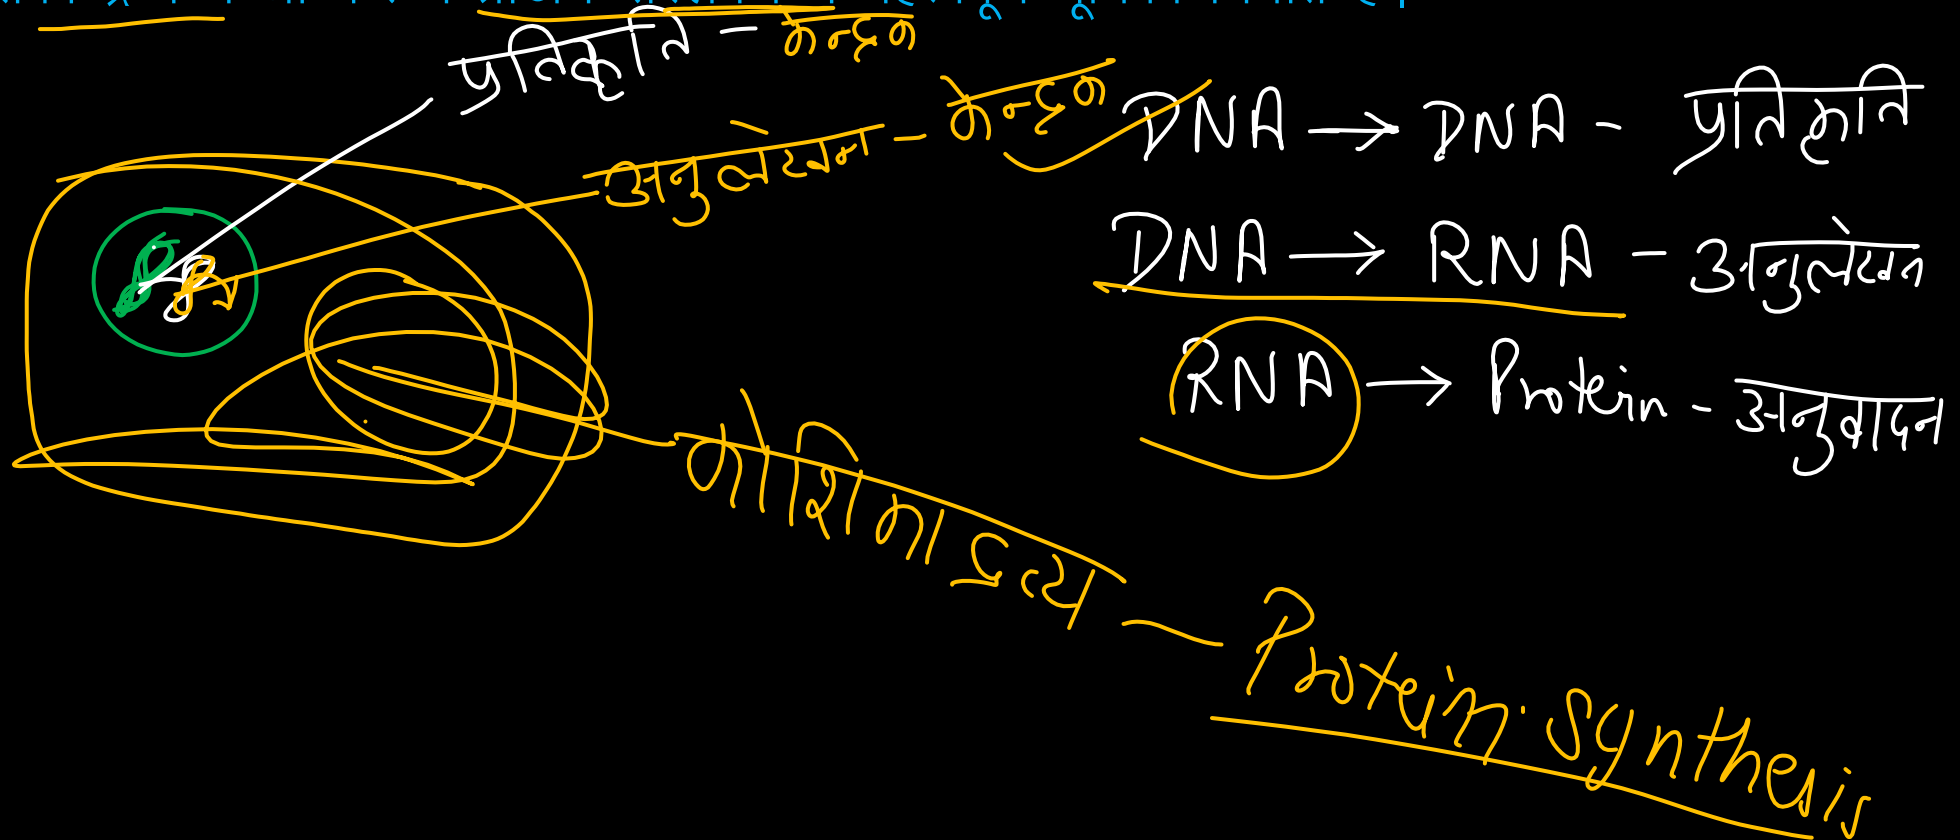 प्रतिकृति - केन्द्रक
अनुलेखन - केन्द्रक
DNA → DNA - प्रतिकृति
DNA → RNA - अनुलेखन
RNA → Protein - अनुवादन
कोशिका द्रव्य - Protein synthesis